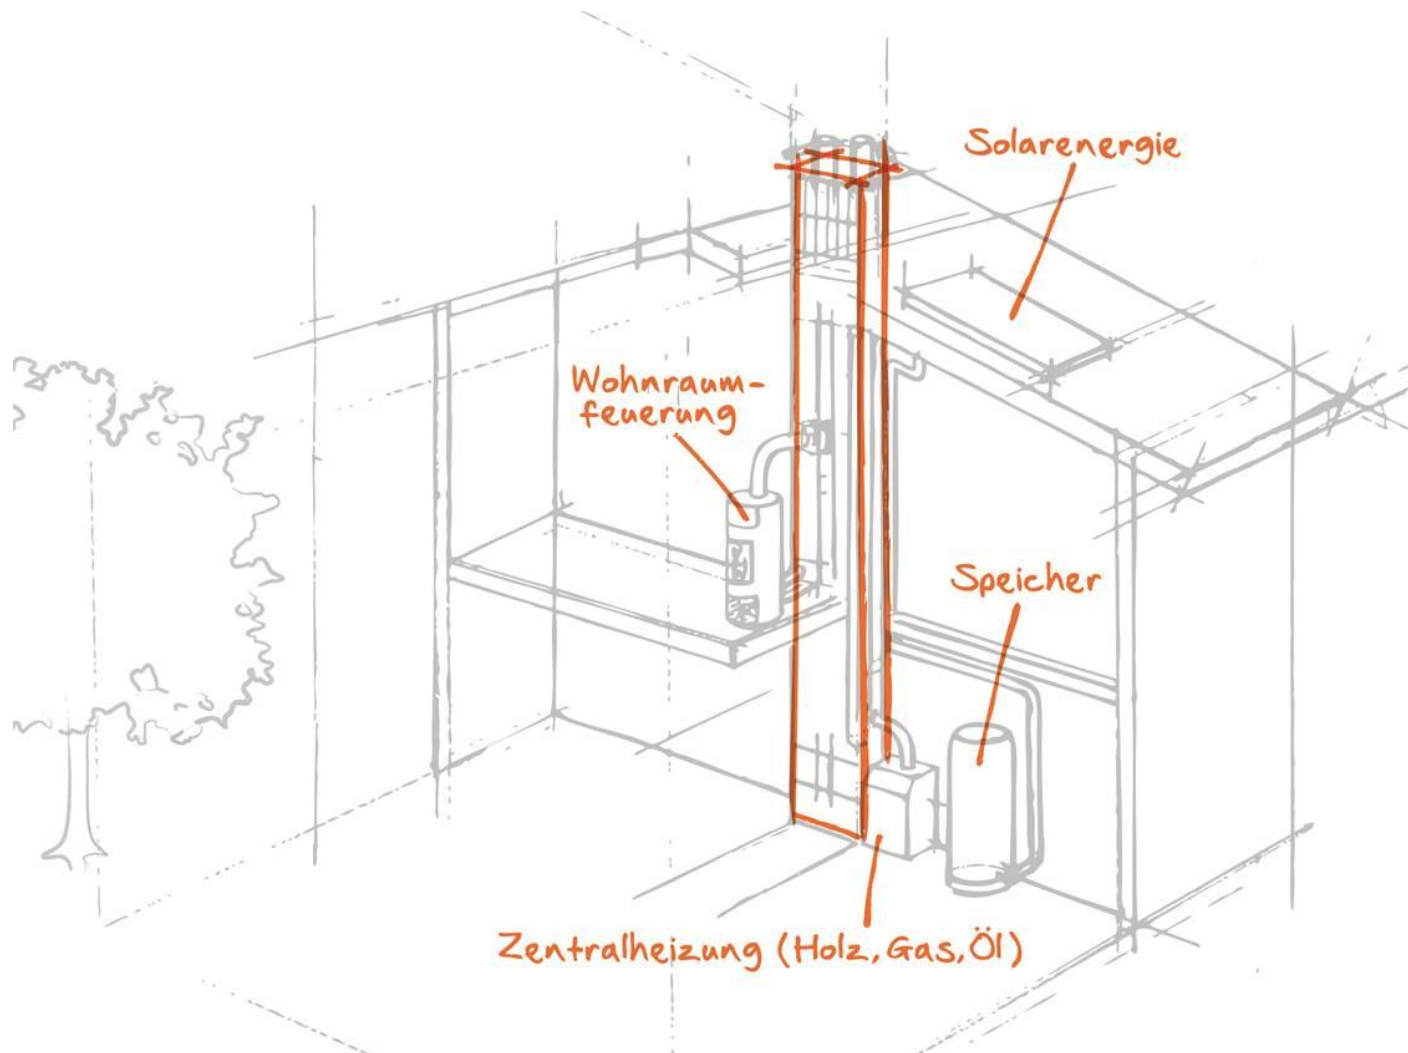 Solarenergie
Wohnraum-
feuerung
Speicher
Zentralheizung (Holz, Gas, Öl)